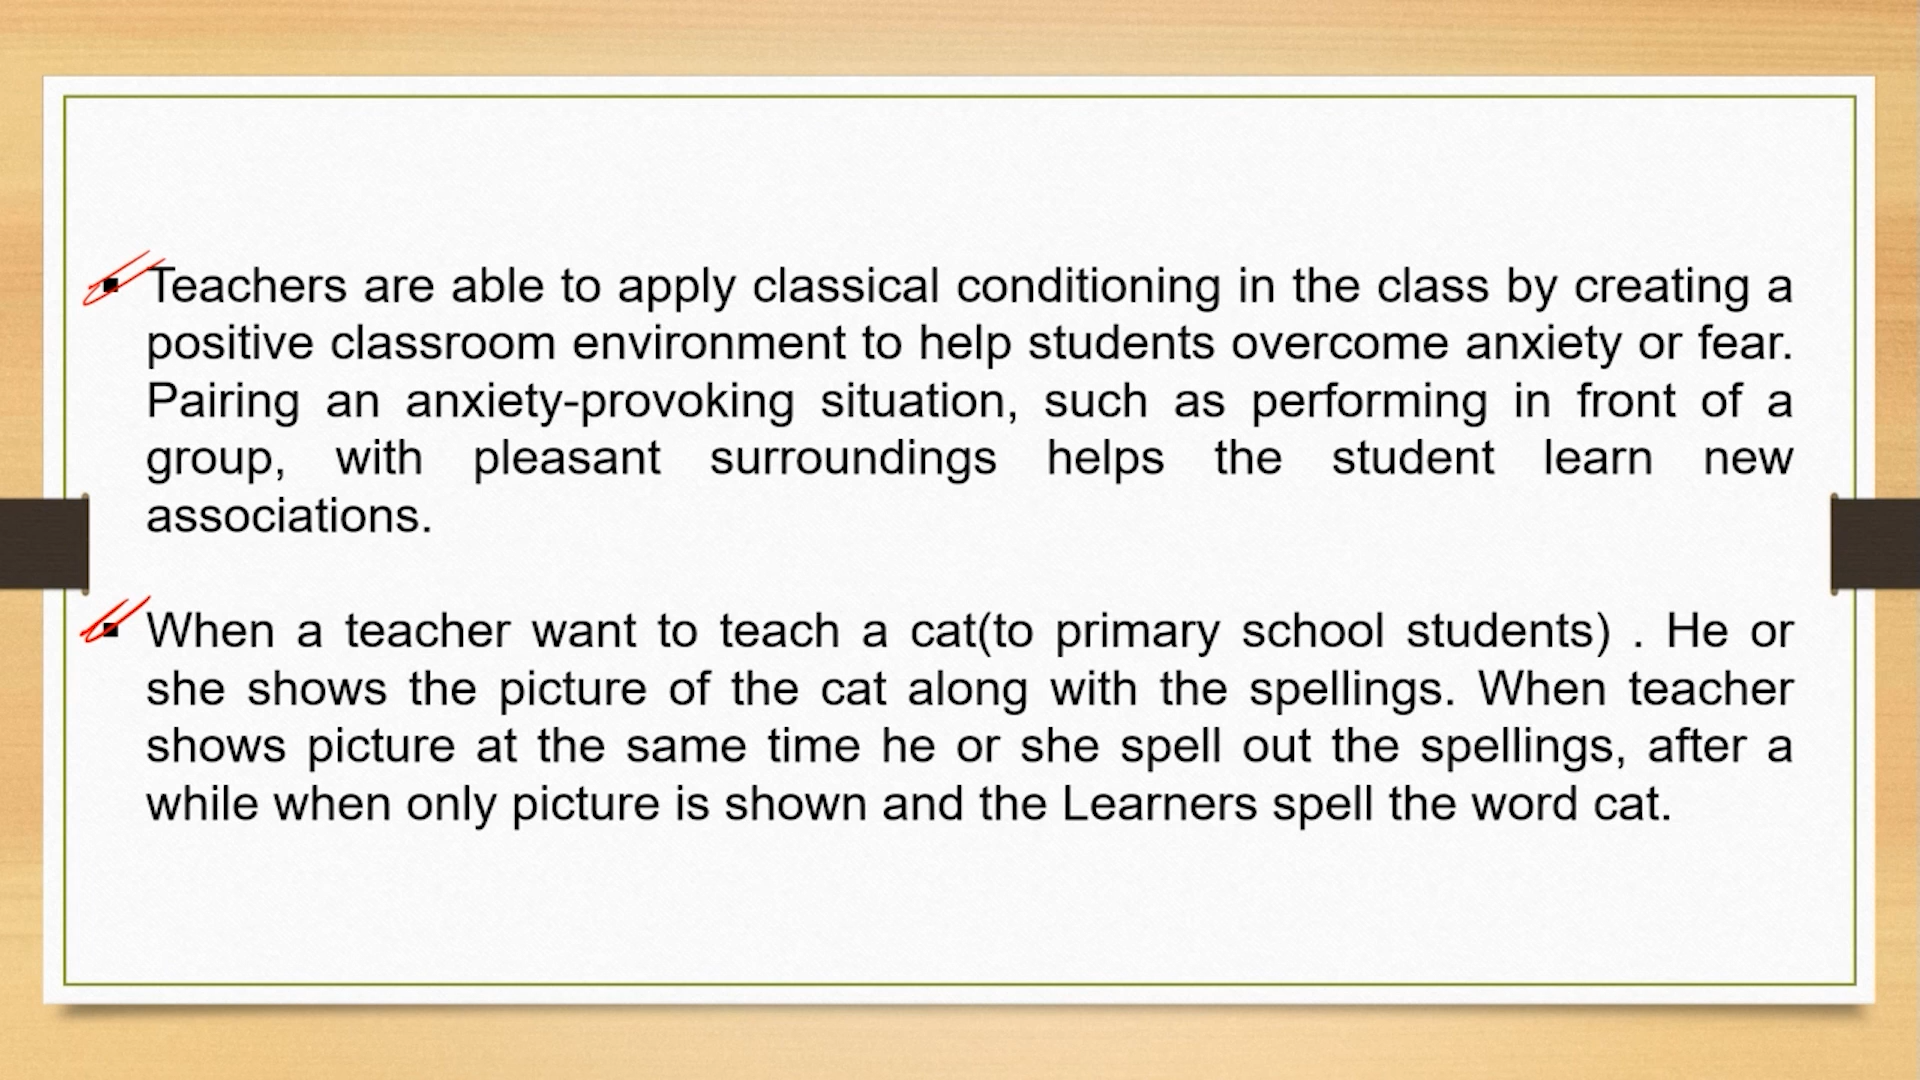 ▪ Teachers are able to apply classical conditioning in the class by creating a
positive classroom environment to help students overcome anxiety or fear.
Pairing an anxiety-provoking situation, such as performing in front of a
group, with pleasant surroundings helps the student learn new
associations.
▪ When a teacher want to teach a cat(to primary school students) . He or
she shows the picture of the cat along with the spellings. When teacher
shows picture at the same time he or she spell out the spellings, after a
while when only picture is shown and the Learners spell the word cat.